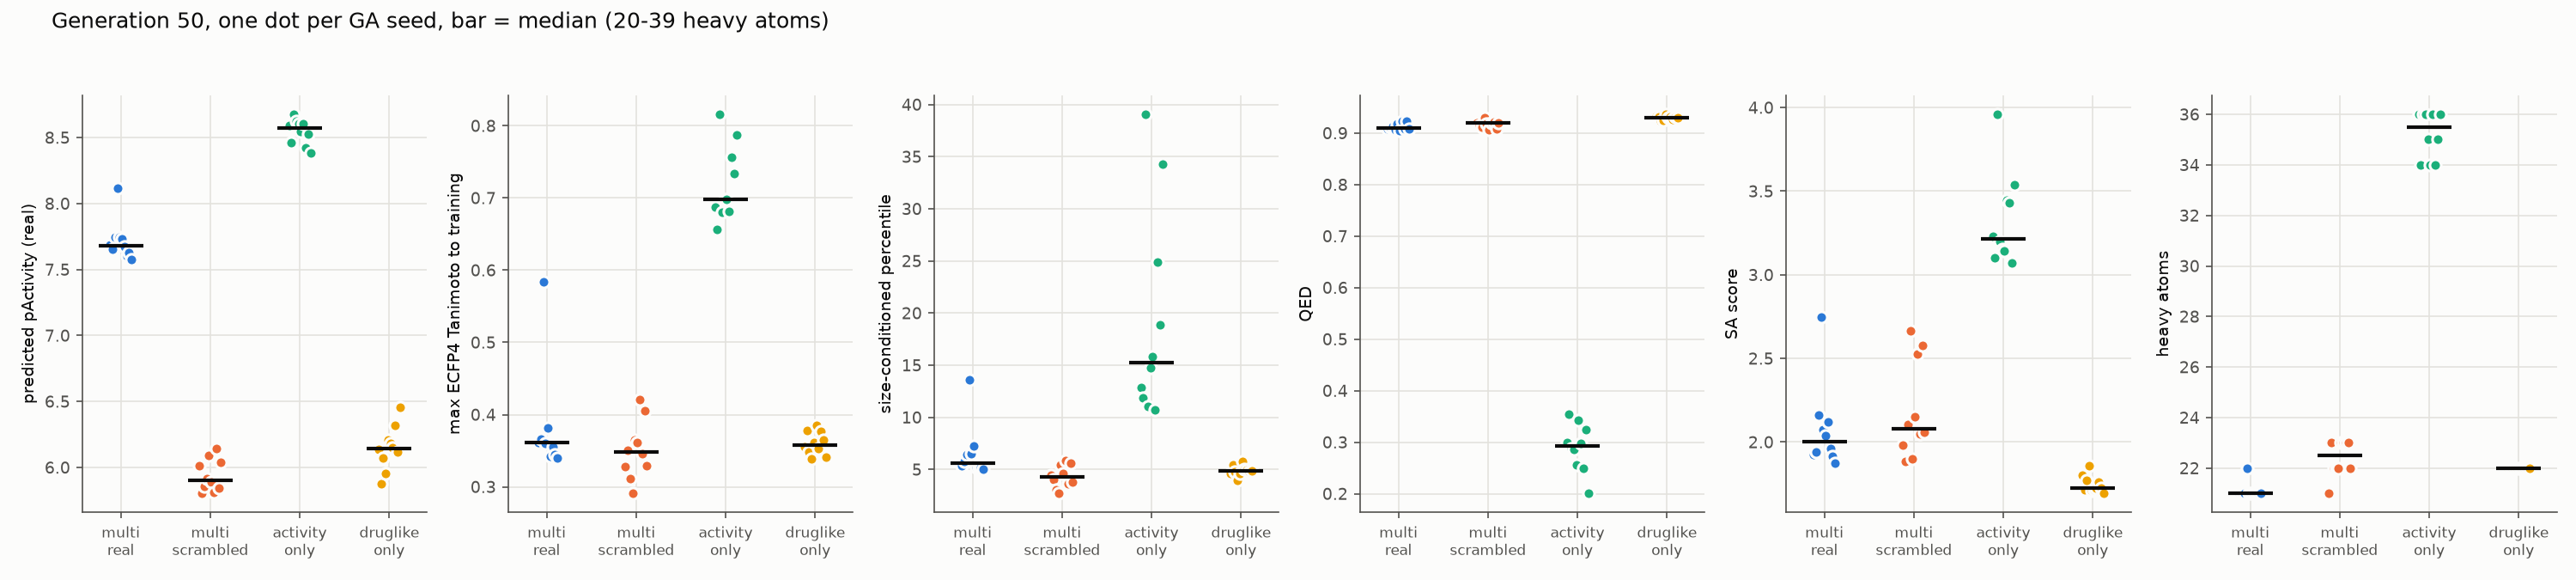 Generation 50, one dot per GA seed, bar = median (20-39 heavy atoms)
predicted pActivity (real)
8.5
8.0
7.5
7.0
6.5
6.0
multi real
multi scrambled
activity only
druglike only
max ECFP4 Tanimoto to training
0.8
0.7
0.6
0.5
0.4
0.3
multi real
multi scrambled
activity only
druglike only
size-conditioned percentile
40
35
30
25
20
15
10
5
multi real
multi scrambled
activity only
druglike only
QED
0.9
0.8
0.7
0.6
0.5
0.4
0.3
0.2
multi real
multi scrambled
activity only
druglike only
SA score
4.0
3.5
3.0
2.5
2.0
multi real
multi scrambled
activity only
druglike only
heavy atoms
36
34
32
30
28
26
24
22
multi real
multi scrambled
activity only
druglike only